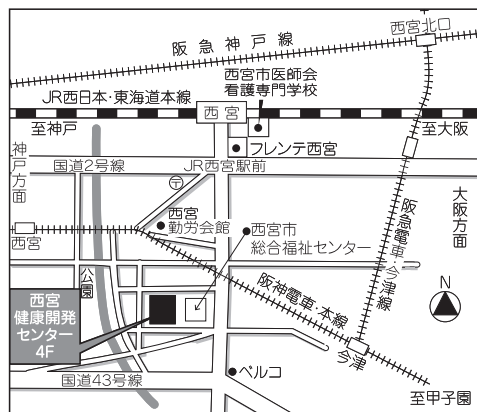 西宮北口
阪急神戸線
西宮市医師会
看護専門学校
JR西日本・東海道本線
西宮
至神戸
至大阪
フレンテ西宮
神戸方面
国道2号線
JR西宮駅前
〒
大阪方面
阪急電車・今津線
西宮
勤労会館
西宮市
総合福祉センター
西宮
公園
阪神電車・本線
N
西宮
健康開発
センター
4F
今津
ベルコ
国道43号線
至甲子園